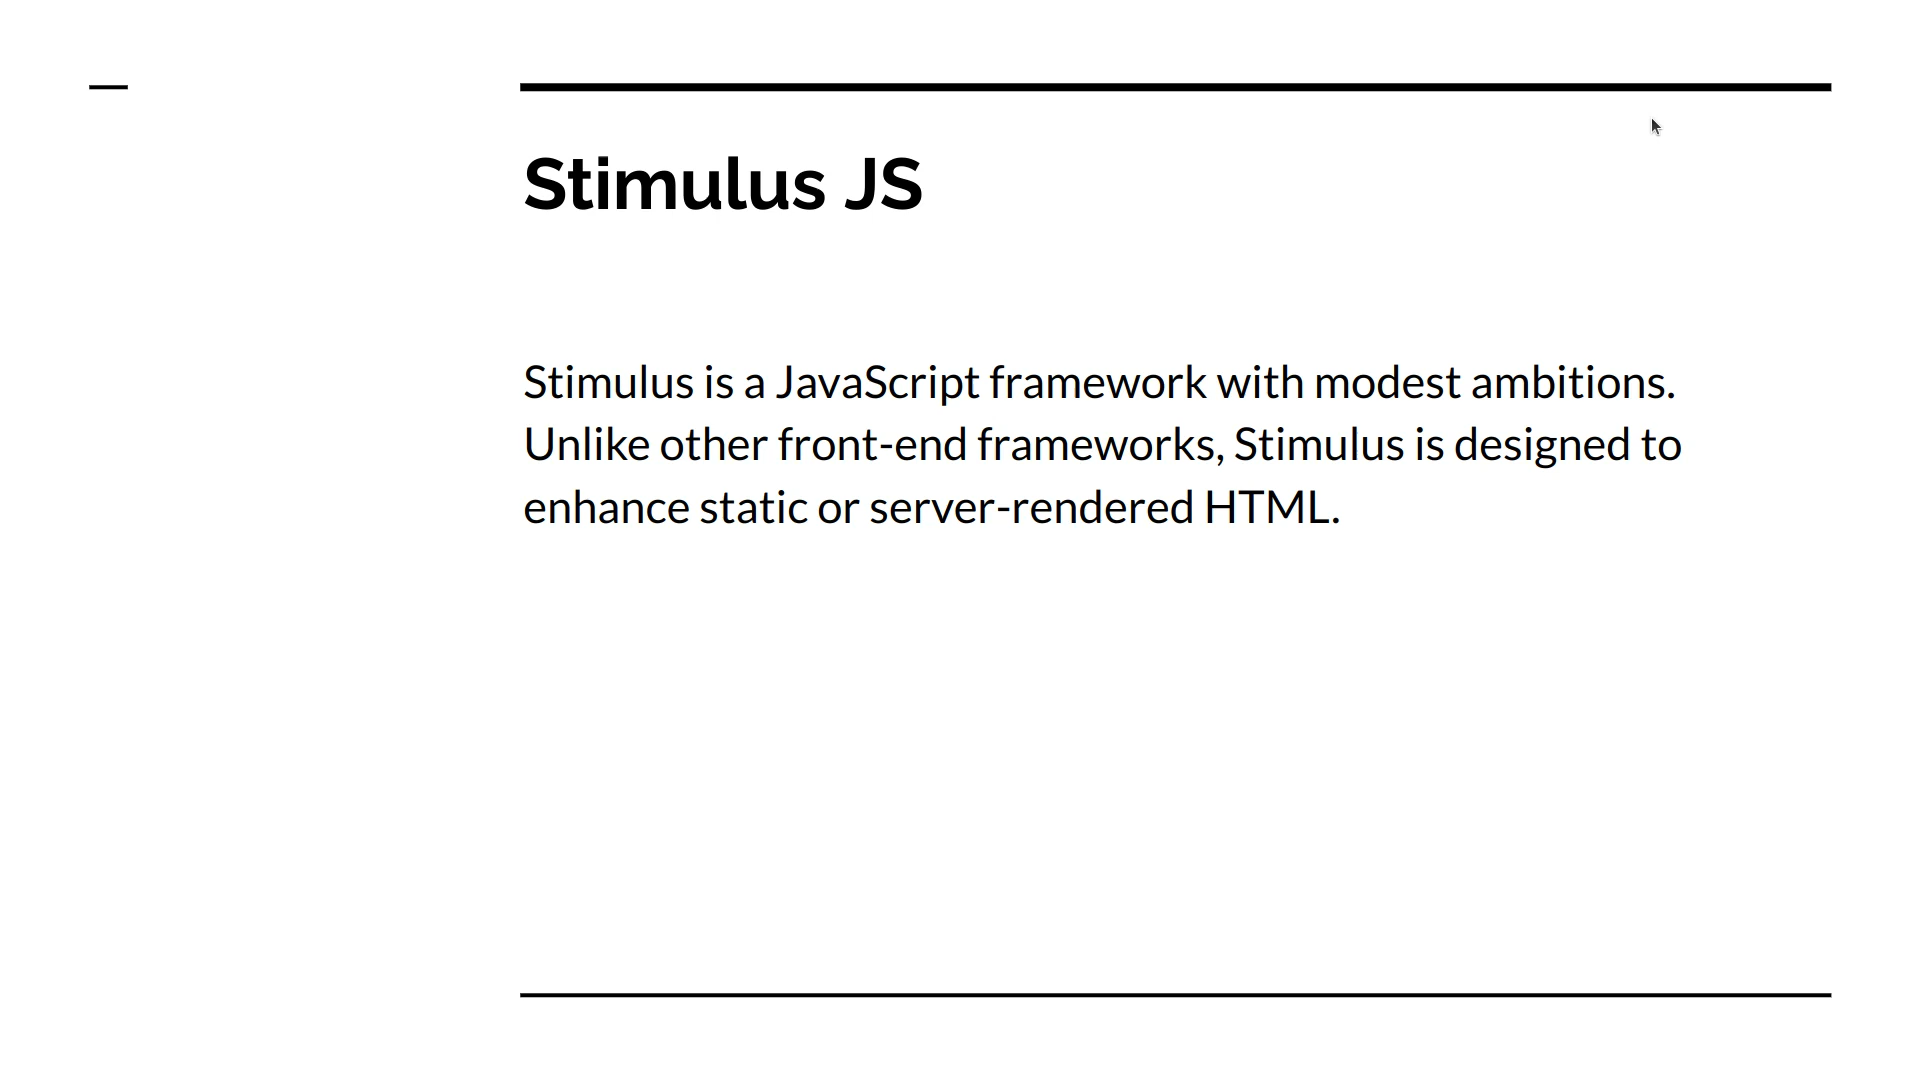 Stimulus JS
Stimulus is a JavaScript framework with modest ambitions.
Unlike other front-end frameworks, Stimulus is designed to
enhance static or server-rendered HTML.